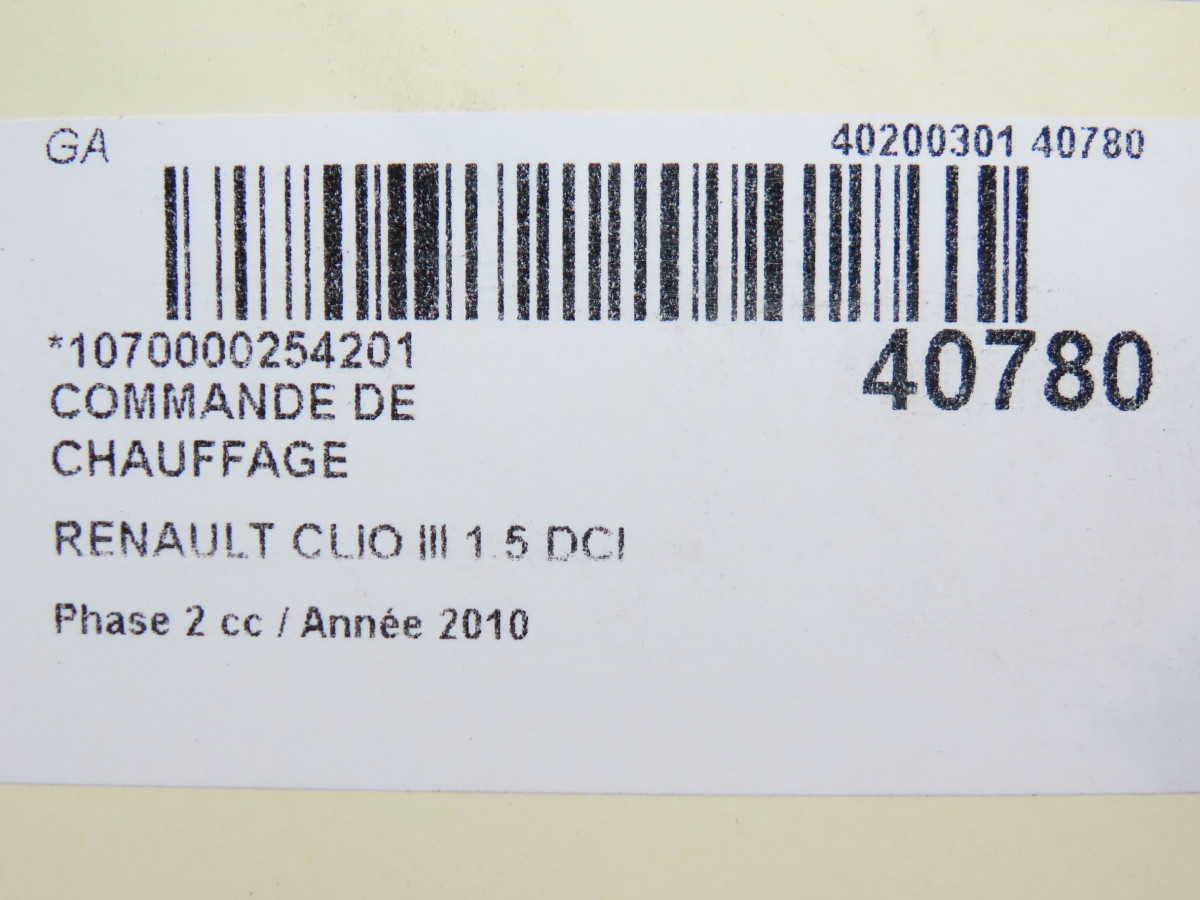 GA
40200301 40780
*1070000254201
40780
COMMANDE DE
CHAUFFAGE
RENAULT CLIO III 1.5 DCI
Phase 2 cc / Année 2010